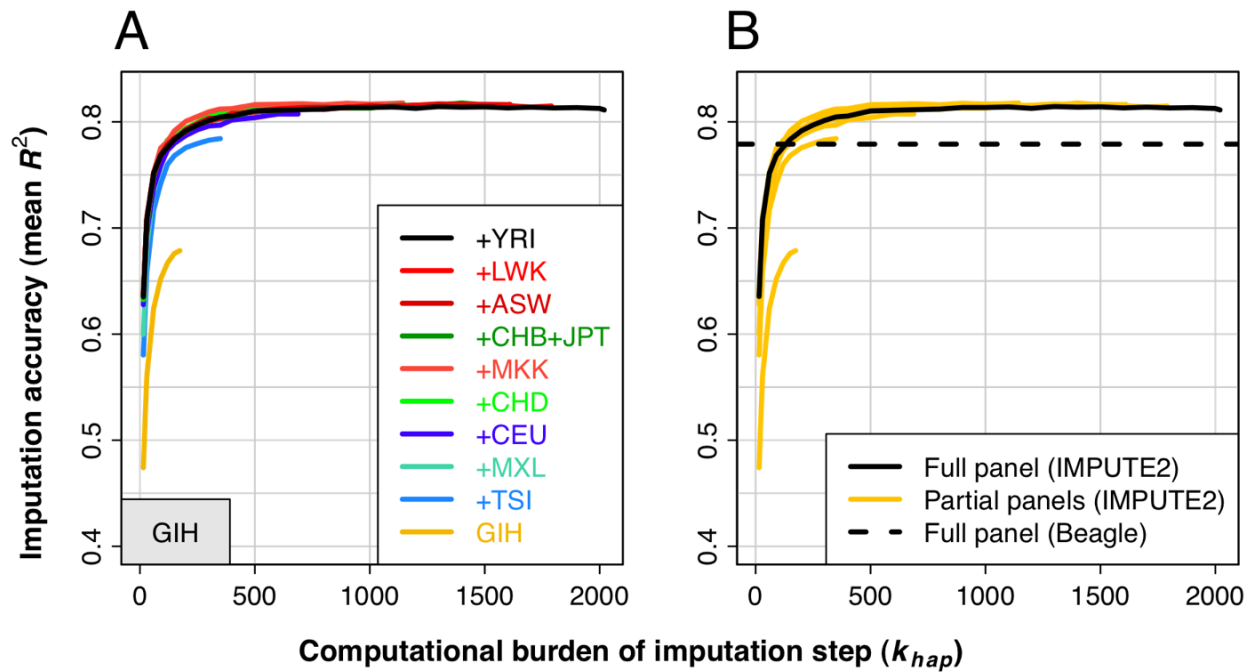 A
B
Imputation accuracy (mean R²)
0.8
0.7
0.6
0.5
0.4
+YRI
+LWK
+ASW
+CHB+JPT
+MKK
+CHD
+CEU
+MXL
+TSI
GIH
GIH
0 500 1000 1500 2000
0.8
0.7
0.6
0.5
0.4
Full panel (IMPUTE2)
Partial panels (IMPUTE2)
Full panel (Beagle)
0 500 1000 1500 2000
Computational burden of imputation step (k_hap)